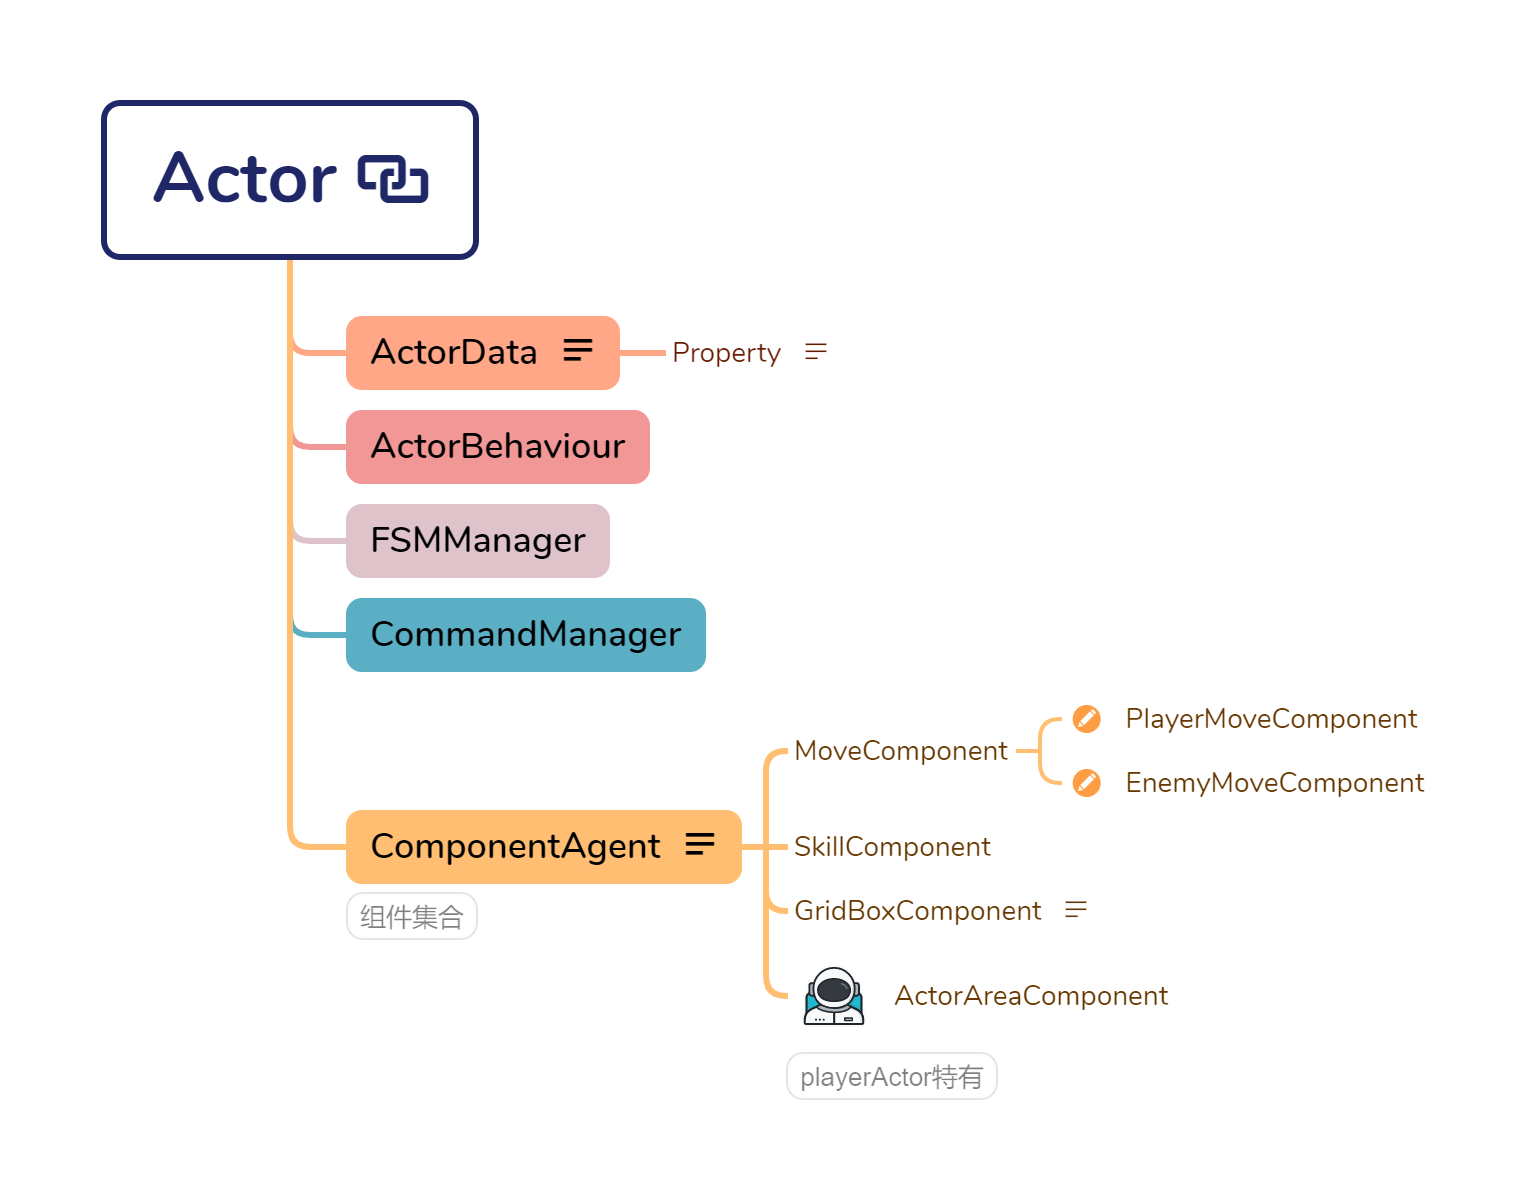 Actor
ActorData
Property
ActorBehaviour
FSMManager
CommandManager
PlayerMoveComponent
MoveComponent
EnemyMoveComponent
ComponentAgent
SkillComponent
组件集合
GridBoxComponent
ActorAreaComponent
playerActor特有